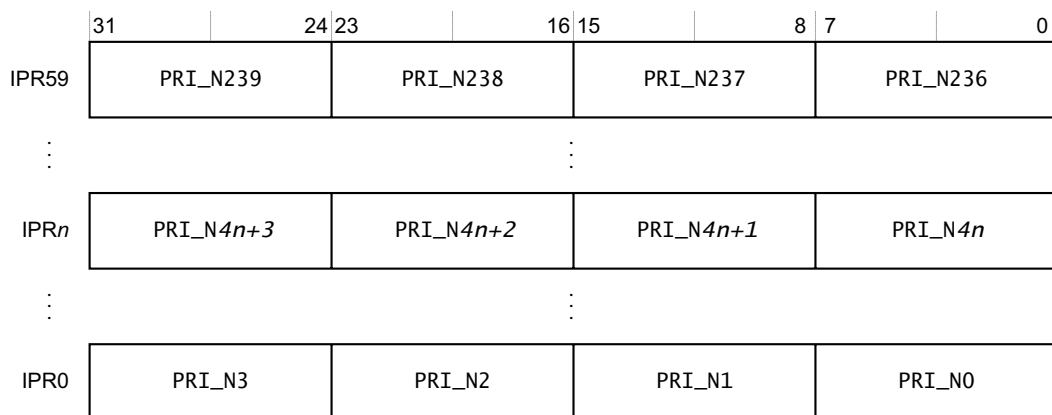 31 24 23 16 15 8 7 0
IPR59 PRI_N239 PRI_N238 PRI_N237 PRI_N236
IPRn PRI_N4n+3 PRI_N4n+2 PRI_N4n+1 PRI_N4n
IPR0 PRI_N3 PRI_N2 PRI_N1 PRI_N0